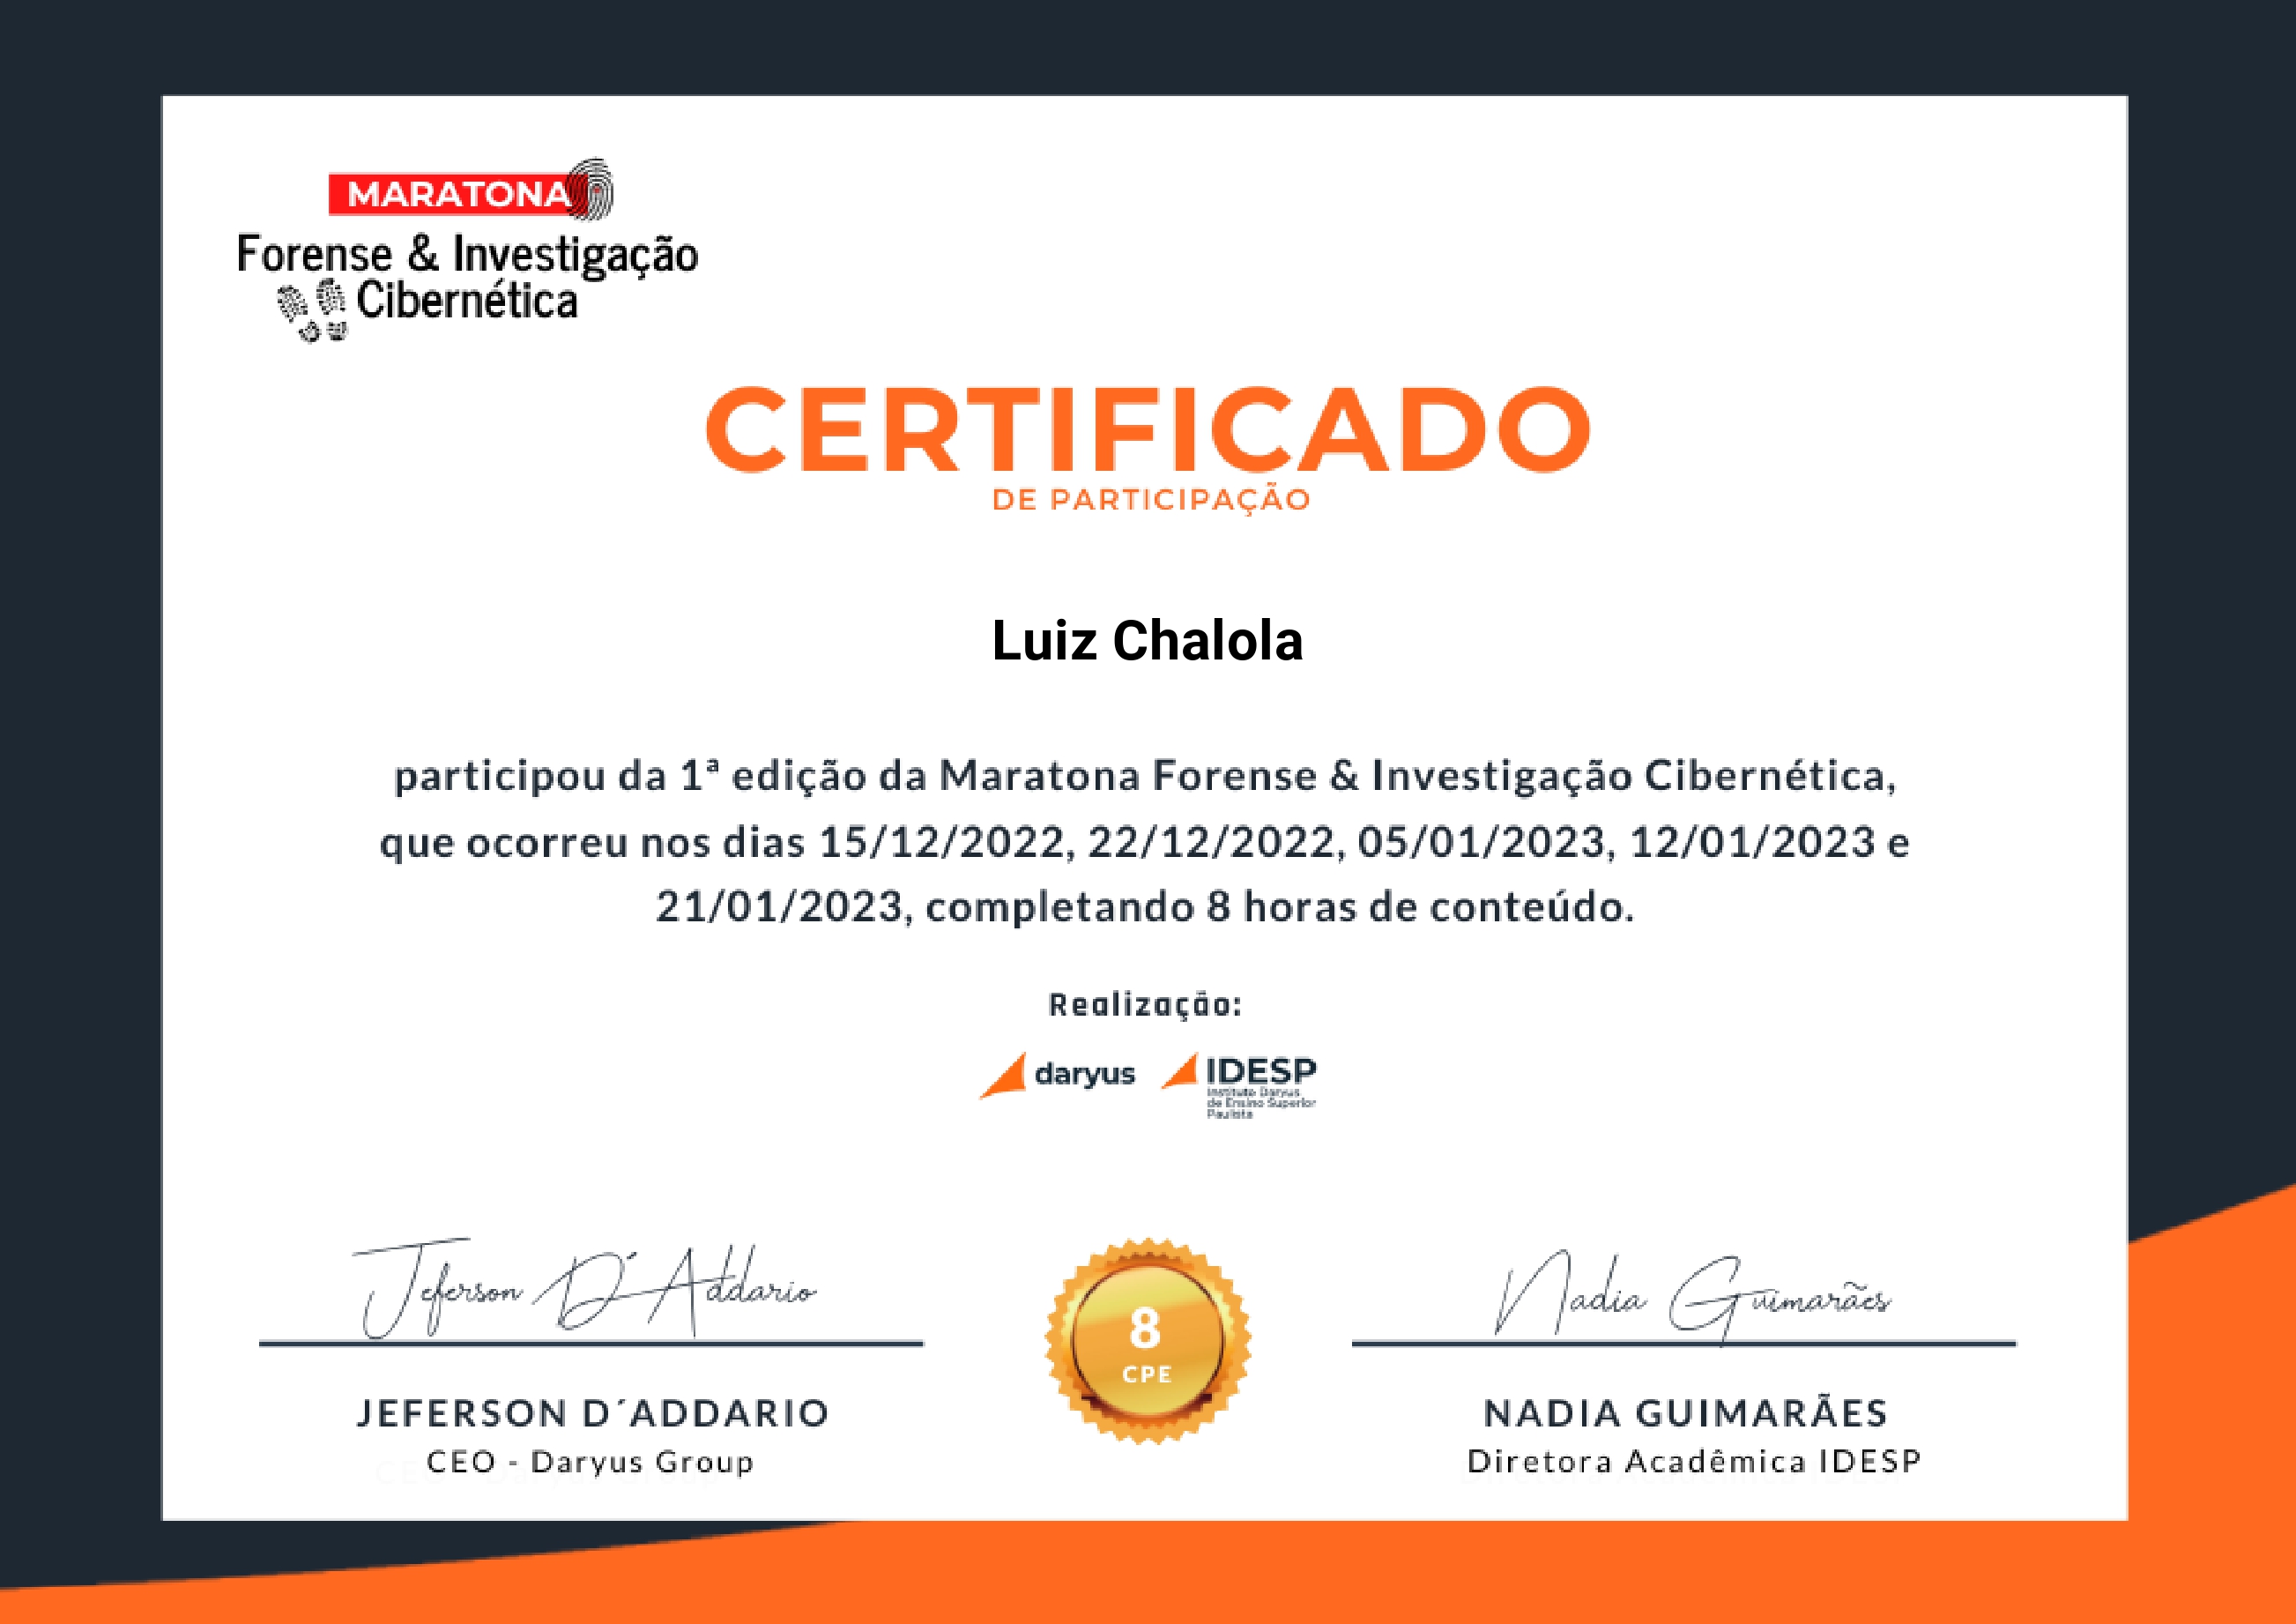 MARATONA
Forense & Investigação
Cibernética
CERTIFICADO
DE PARTICIPAÇÃO
Luiz Chalola
participou da 1ª edição da Maratona Forense & Investigação Cibernética,
que ocorreu nos dias 15/12/2022, 22/12/2022, 05/01/2023, 12/01/2023 e
21/01/2023, completando 8 horas de conteúdo.
Realização:
daryus IDESP
Instituto Daryus
de Ensino Superior
Paulista
Jeferson D´Addario
Nadia Guimarães
8
CPE
JEFERSON D´ADDARIO
CEO - Daryus Group
NADIA GUIMARÃES
Diretora Acadêmica IDESP